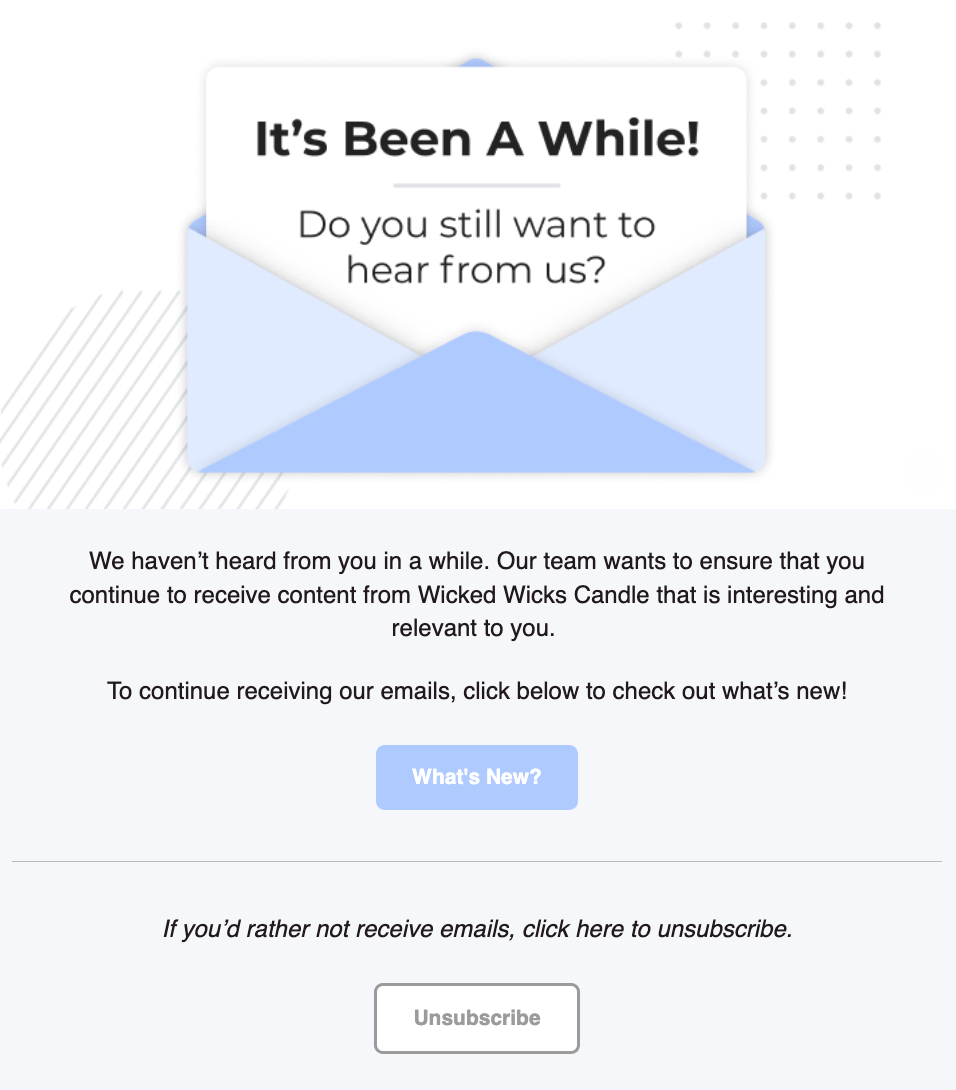 It’s Been A While!
Do you still want to
hear from us?
We haven’t heard from you in a while. Our team wants to ensure that you
continue to receive content from Wicked Wicks Candle that is interesting and
relevant to you.
To continue receiving our emails, click below to check out what’s new!
What's New?
If you’d rather not receive emails, click here to unsubscribe.
Unsubscribe